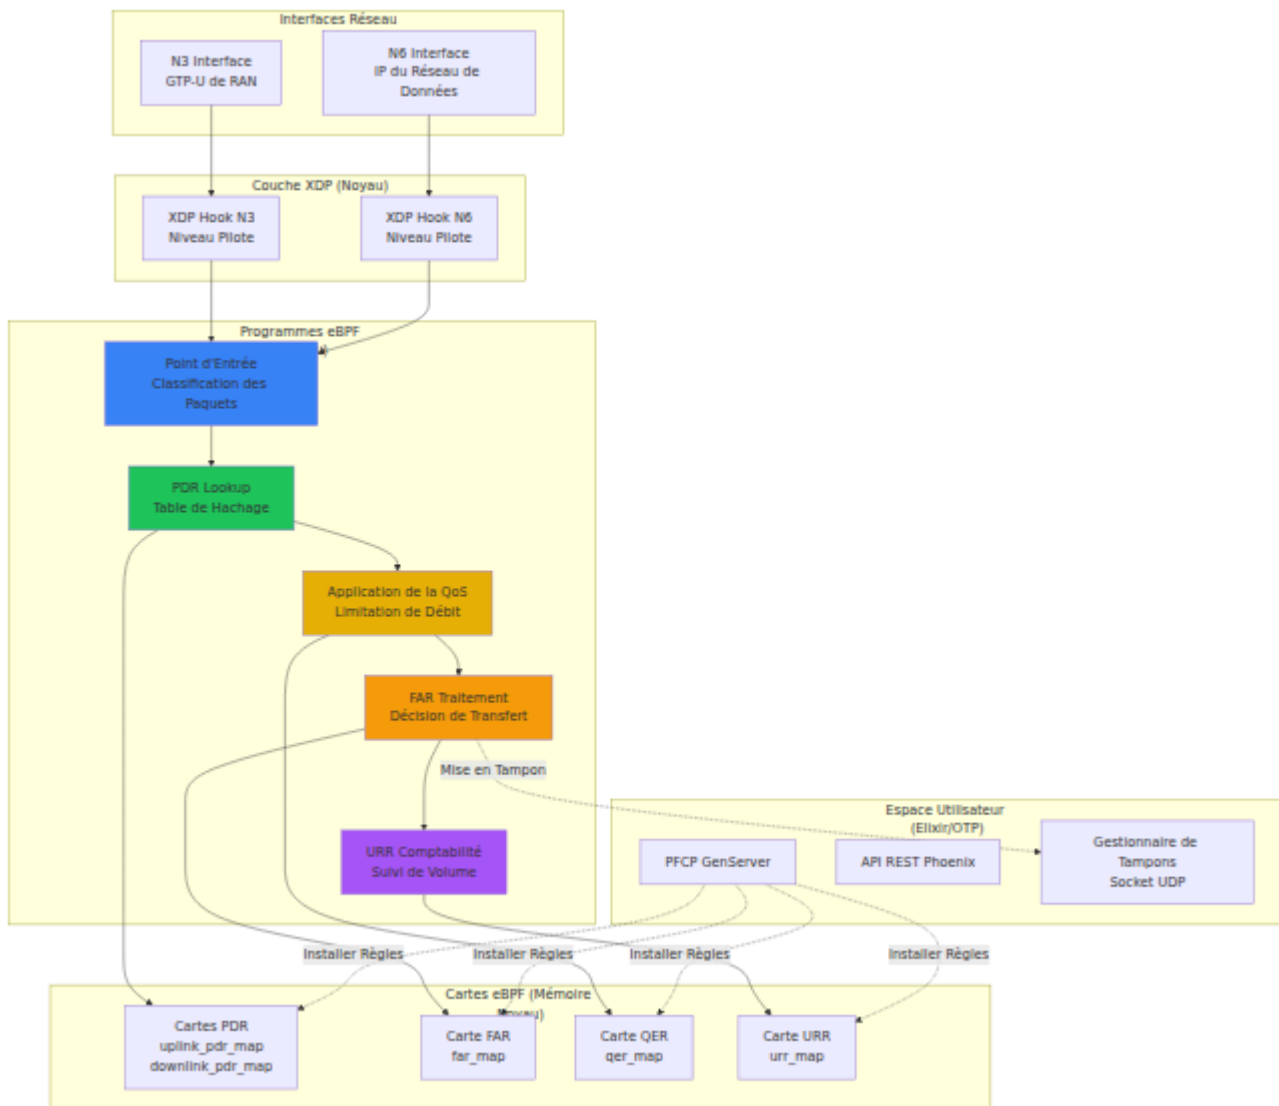 Interfaces Réseau
N3 Interface
GTP-U de RAN
N6 Interface
IP du Réseau de
Données
Couche XDP (Noyau)
XDP Hook N3
Niveau Pilote
XDP Hook N6
Niveau Pilote
Programmes eBPF
Point d'Entrée
Classification des
Paquets
PDR Lookup
Table de Hachage
Application de la QoS
Limitation de Débit
FAR Traitement
Décision de Transfert
Mise en Tampon
URR Comptabilité
Suivi de Volume
Espace Utilisateur
(Elixir/OTP)
PFCP GenServer
API REST Phoenix
Gestionnaire de
Tampons
Socket UDP
Installer Règles
Installer Règles
Installer Règles
Installer Règles
Cartes eBPF (Mémoire
Noyau)
Cartes PDR
uplink_pdr_map
downlink_pdr_map
Carte FAR
far_map
Carte QER
qer_map
Carte URR
urr_map